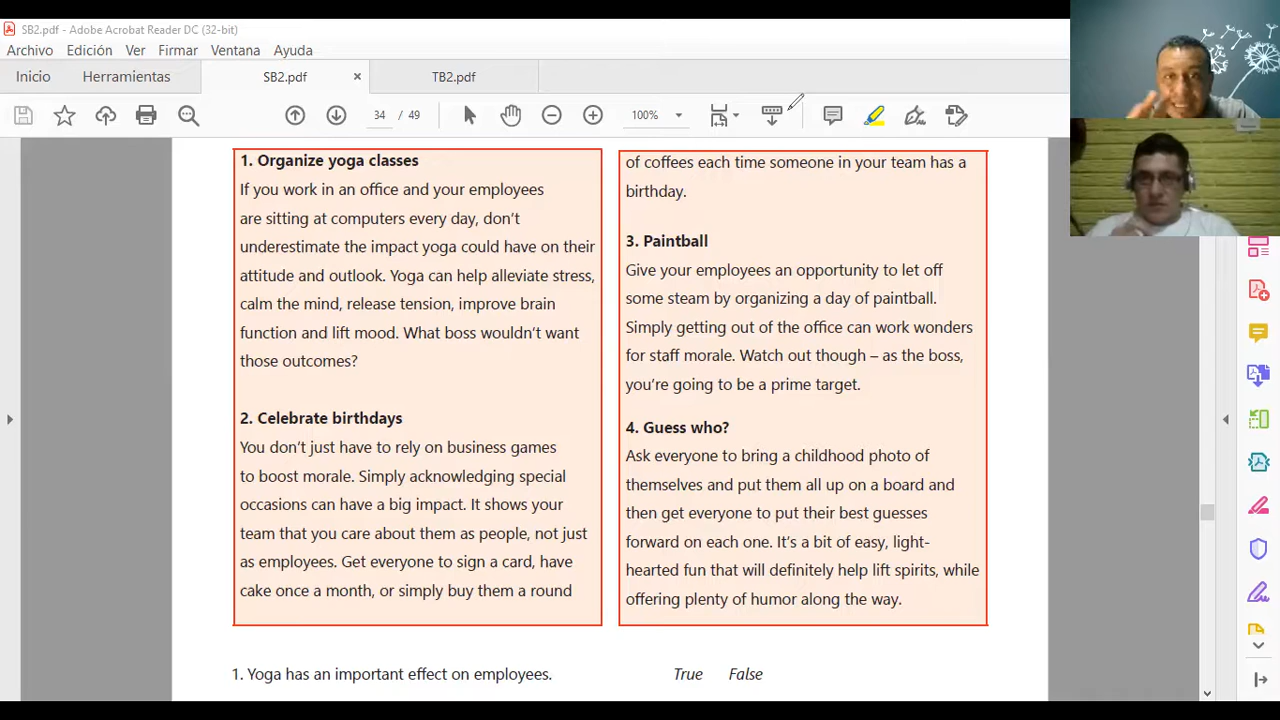 SB2.pdf - Adobe Acrobat Reader DC (32-bit)
Archivo Edición Ver Firmar Ventana Ayuda
Inicio Herramientas SB2.pdf × TB2.pdf
34 / 49 100%
1. Organize yoga classes
If you work in an office and your employees
are sitting at computers every day, don't
underestimate the impact yoga could have on their
attitude and outlook. Yoga can help alleviate stress,
calm the mind, release tension, improve brain
function and lift mood. What boss wouldn't want
those outcomes?
2. Celebrate birthdays
You don't just have to rely on business games
to boost morale. Simply acknowledging special
occasions can have a big impact. It shows your
team that you care about them as people, not just
as employees. Get everyone to sign a card, have
cake once a month, or simply buy them a round
of coffees each time someone in your team has a
birthday.
3. Paintball
Give your employees an opportunity to let off
some steam by organizing a day of paintball.
Simply getting out of the office can work wonders
for staff morale. Watch out though – as the boss,
you're going to be a prime target.
4. Guess who?
Ask everyone to bring a childhood photo of
themselves and put them all up on a board and
then get everyone to put their best guesses
forward on each one. It's a bit of easy, light-
hearted fun that will definitely help lift spirits, while
offering plenty of humor along the way.
1. Yoga has an important effect on employees. True False